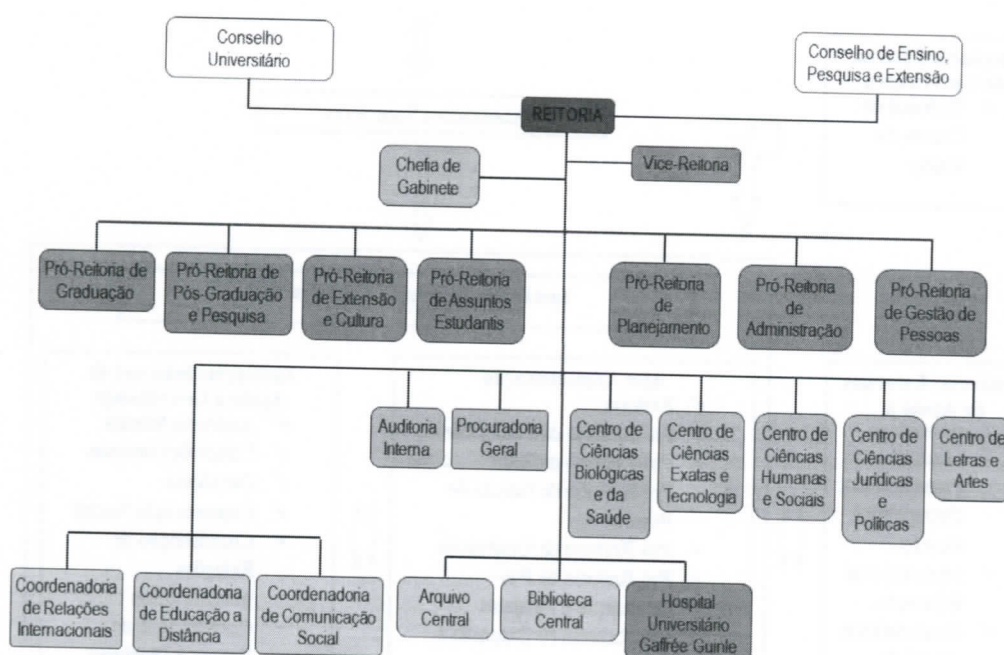 Conselho
Universitário
Conselho de Ensino,
Pesquisa e Extensão
REITORIA
Chefia de
Gabinete
Vice-Reitoria
Pró-Reitoria de
Graduação
Pró-Reitoria de
Pós-Graduação
e Pesquisa
Pró-Reitoria
de Extensão
e Cultura
Pró-Reitoria
de Assuntos
Estudantis
Pró-Reitoria
de
Planejamento
Pró-Reitoria
de
Administração
Pró-Reitoria
de Gestão de
Pessoas
Auditoria
Interna
Procuradoria
Geral
Centro de
Ciências
Biológicas
e da
Saúde
Centro de
Ciências
Exatas e
Tecnologia
Centro de
Ciências
Humanas
e Sociais
Centro de
Ciências
Jurídicas
e
Políticas
Centro de
Letras e
Artes
Coordenadoria
de Relações
Internacionais
Coordenadoria
de Educação a
Distância
Coordenadoria
de Comunicação
Social
Arquivo
Central
Biblioteca
Central
Hospital
Universitário
Gaffrée Guinle